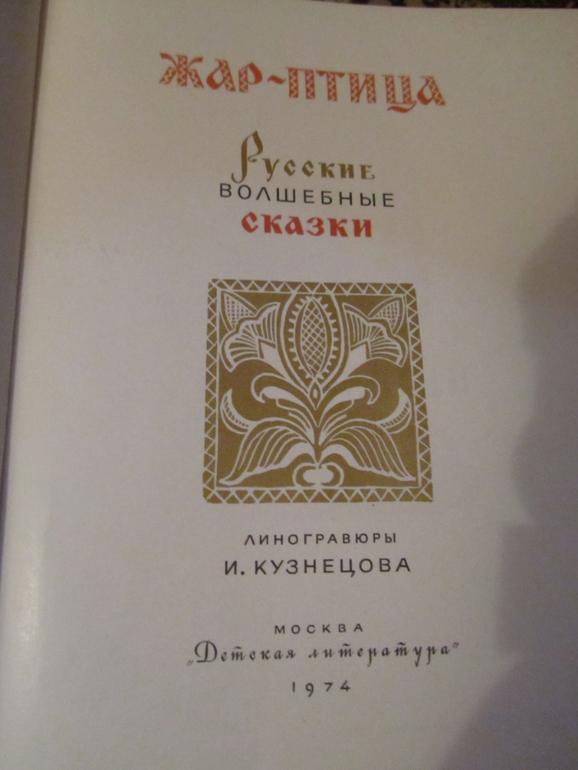 ЖАР-ПТИЦА
Русские
ВОЛШЕБНЫЕ
СКАЗКИ
ЛИНОГРАВЮРЫ
И. КУЗНЕЦОВА
МОСКВА
„Детская литература"
1974